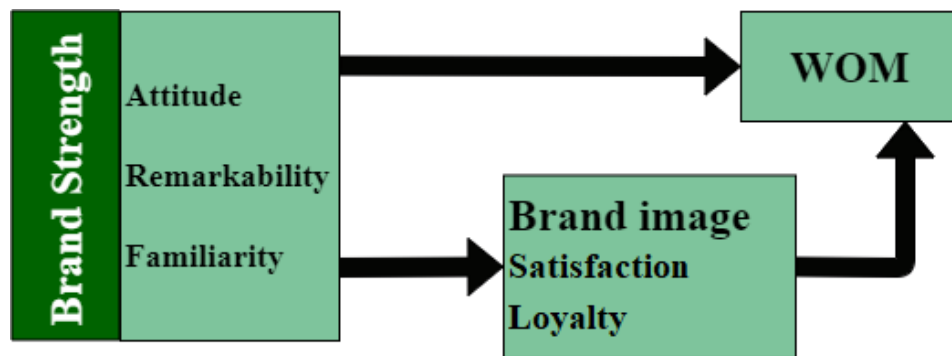 Brand Strength
Attitude
Remarkability
Familiarity
WOM
Brand image
Satisfaction
Loyalty